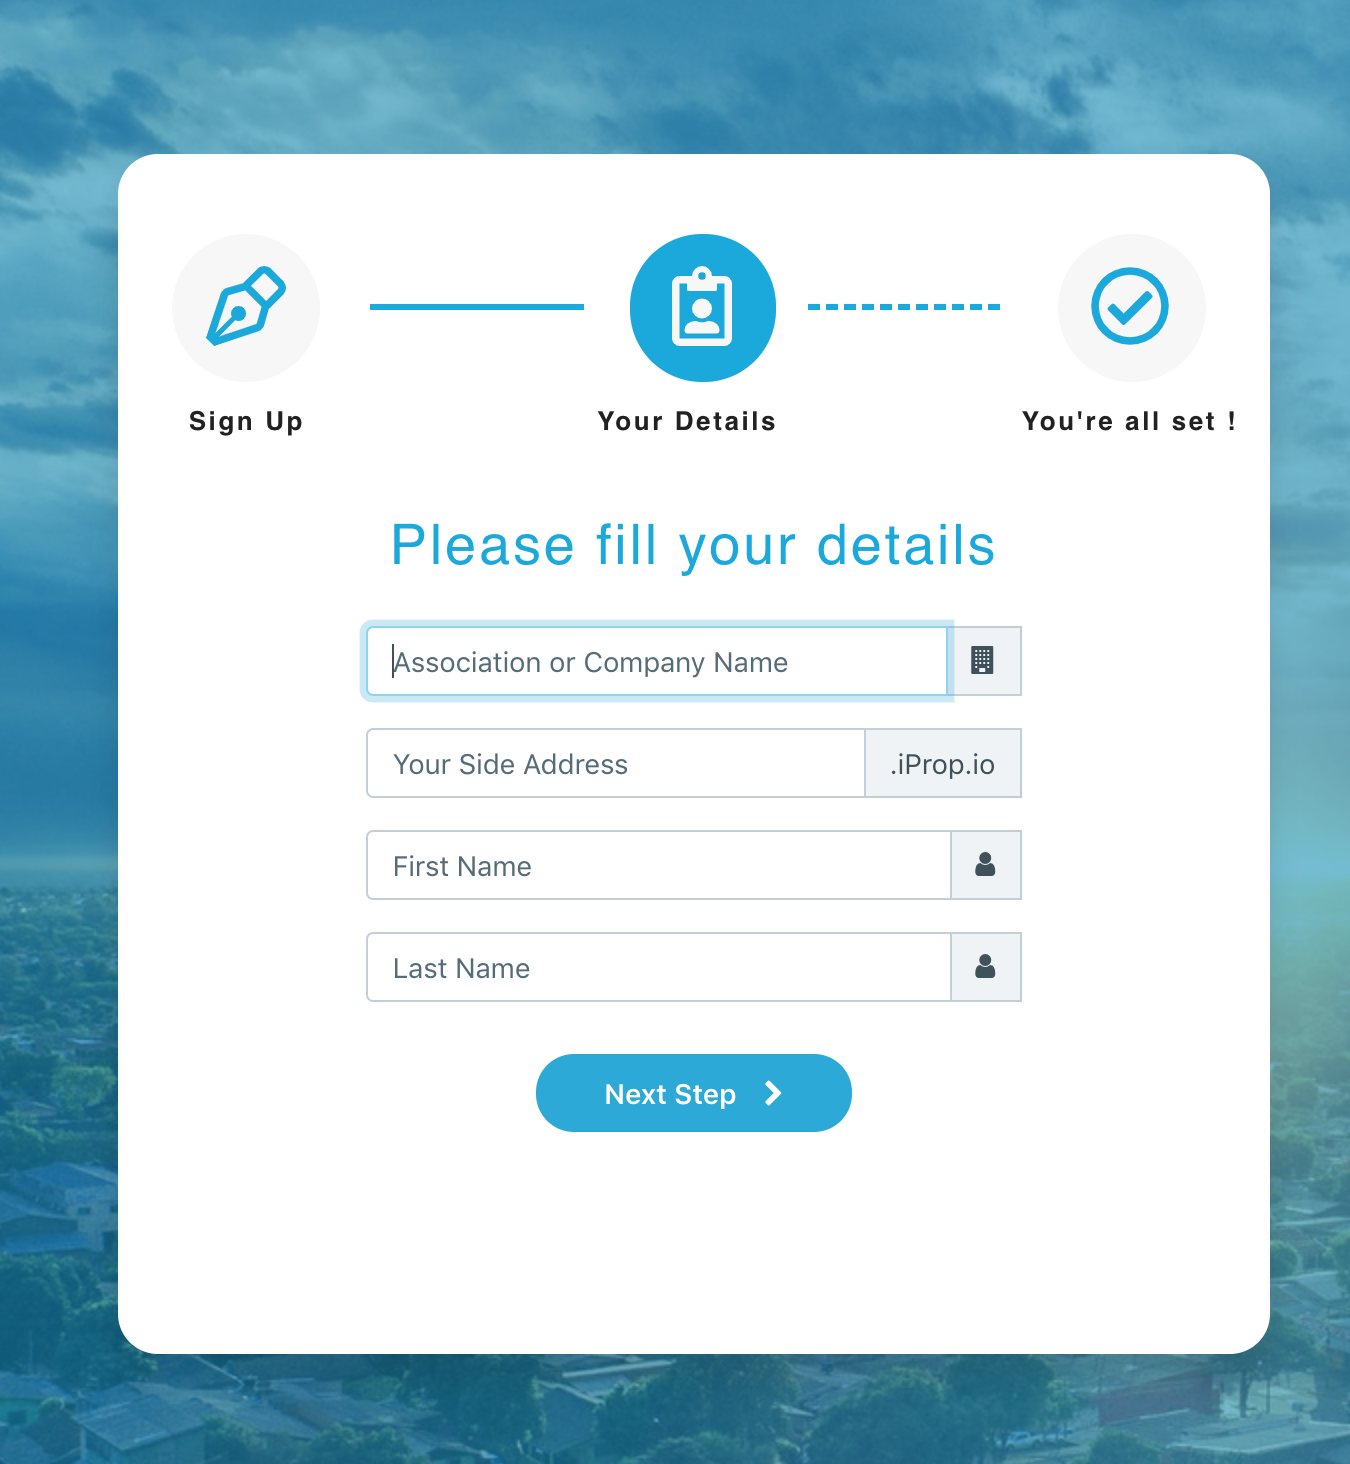 Sign Up
Your Details
You're all set !
Please fill your details
Association or Company Name
Your Side Address
.iProp.io
First Name
Last Name
Next Step